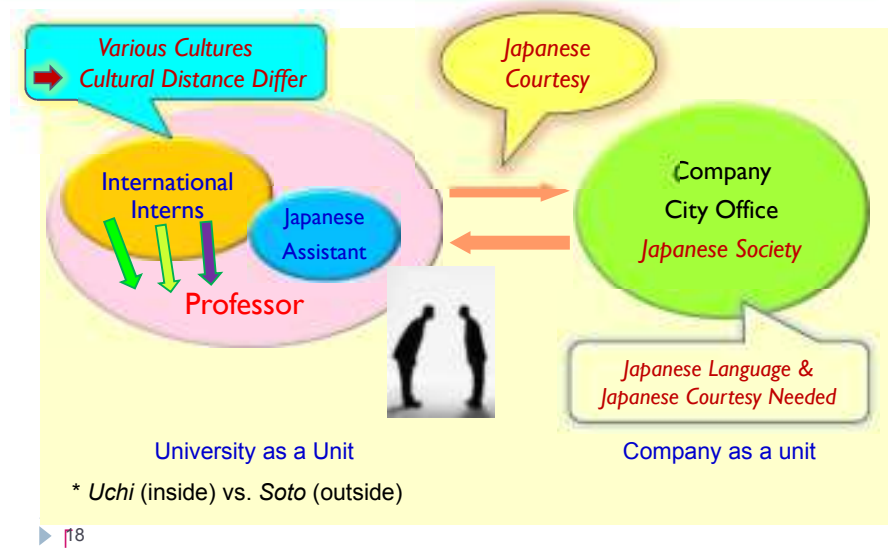 Various Cultures
Cultural Distance Differ
Japanese
Courtesy
International
Interns
Japanese
Assistant
Professor
Company
City Office
Japanese Society
Japanese Language &
Japanese Courtesy Needed
University as a Unit
Company as a unit
* Uchi (inside) vs. Soto (outside)
18